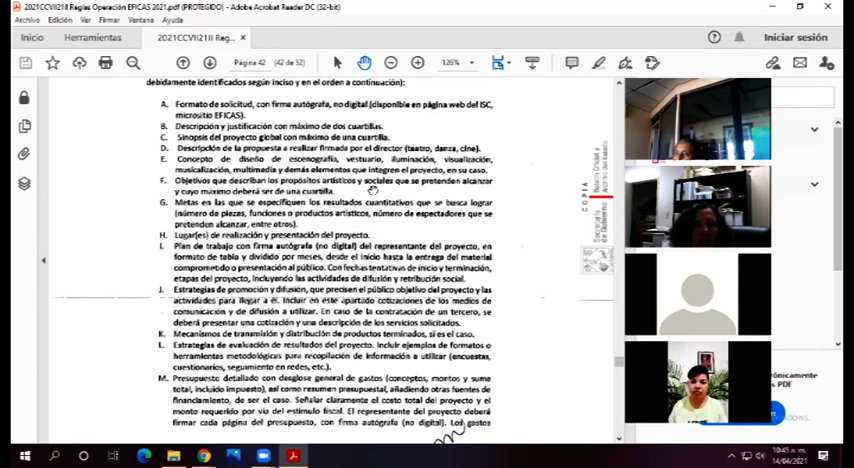 2021CCVII21II Reglas Operación EFICAS 2021.pdf (PROTEGIDO) - Adobe Acrobat Reader DC (32-bit)
Archivo Edición Ver Firmar Ventana Ayuda
Inicio Herramientas 2021CCVII21II Reg... × Iniciar sesión
Página 42 (42 de 52) 126%
debidamente identificados según inciso y en el orden a continuación):
A. Formato de solicitud, con firma autógrafa, no digital (disponible en página web del ISC,
micrositio EFICAS).
B. Descripción y justificación con máximo de dos cuartillas.
C. Sinopsis del proyecto global con máximo de una cuartilla.
D. Descripción de la propuesta a realizar firmada por el director (teatro, danza, cine).
E. Concepto de diseño de escenografía, vestuario, iluminación, visualización,
musicalización, multimedia y demás elementos que integren el proyecto, en su caso.
F. Objetivos que describan los propósitos artísticos y sociales que se pretenden alcanzar
y cuyo máximo deberá ser de una cuartilla.
G. Metas en las que se especifiquen los resultados cuantitativos que se busca lograr
(número de piezas, funciones o productos artísticos, número de espectadores que se
pretenden alcanzar, entre otros).
H. Lugar(es) de realización y presentación del proyecto.
I. Plan de trabajo con firma autógrafa (no digital) del representante del proyecto, en
formato de tabla y dividido por meses, desde el inicio hasta la entrega del material
comprometido o presentación al público. Con fechas tentativas de inicio y terminación,
etapas del proyecto, incluyendo las actividades de difusión y retribución social.
J. Estrategias de promoción y difusión, que precisen el público objetivo del proyecto y las
actividades para llegar a él. Incluir en este apartado cotizaciones de los medios de
comunicación y de difusión a utilizar. En caso de la contratación de un tercero, se
deberá presentar una cotización y una descripción de los servicios solicitados.
K. Mecanismos de transmisión y distribución de productos terminados, si es el caso.
L. Estrategias de evaluación de resultados del proyecto. Incluir ejemplos de formatos o
herramientas metodológicas para recopilación de información a utilizar (encuestas,
cuestionarios, seguimiento en redes, etc.).
M. Presupuesto detallado con desglose general de gastos (conceptos, montos y suma
total, incluido impuesto), así como resumen presupuestal, añadiendo otras fuentes de
financiamiento, de ser el caso. Señalar claramente el costo total del proyecto y el
monto requerido por vía del estímulo fiscal. El representante del proyecto deberá
firmar cada página del presupuesto, con firma autógrafa (no digital). Los gastos
COPIA
Secretaría de Gobierno
Boletín Oficial y
Archivo del Estado
ctrónicamente
s PDF
ndows.
10:45 a. m.
14/04/2021